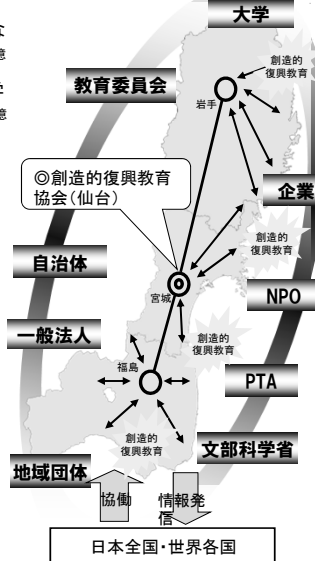 大学
創造的
復興教育
教育委員会
岩手
◎創造的復興教育
協会(仙台)
企業
創造的
復興教育
自治体
宮城
NPO
一般法人
創造的
復興教育
福島
PTA
創造的
復興教育
文部科学省
地域団体
協働
情報発
信
日本全国・世界各国